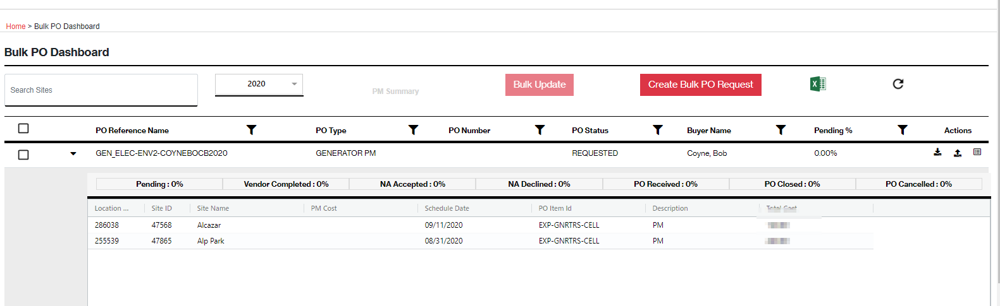 Home > Bulk PO Dashboard
Bulk PO Dashboard
Search Sites 2020 PM Summary Bulk Update Create Bulk PO Request
PO Reference Name PO Type PO Number PO Status Buyer Name Pending % Actions
GEN_ELEC-ENV2-COYNEBOCB2020 GENERATOR PM REQUESTED Coyne, Bob 0.00%
Pending : 0% Vendor Completed : 0% NA Accepted : 0% NA Declined : 0% PO Received : 0% PO Closed : 0% PO Cancelled : 0%
Location ... Site ID Site Name PM Cost Schedule Date PO Item Id Description Total Cost
286038 47568 Alcazar 09/11/2020 EXP-GNRTRS-CELL PM
255539 47865 Alp Park 08/31/2020 EXP-GNRTRS-CELL PM